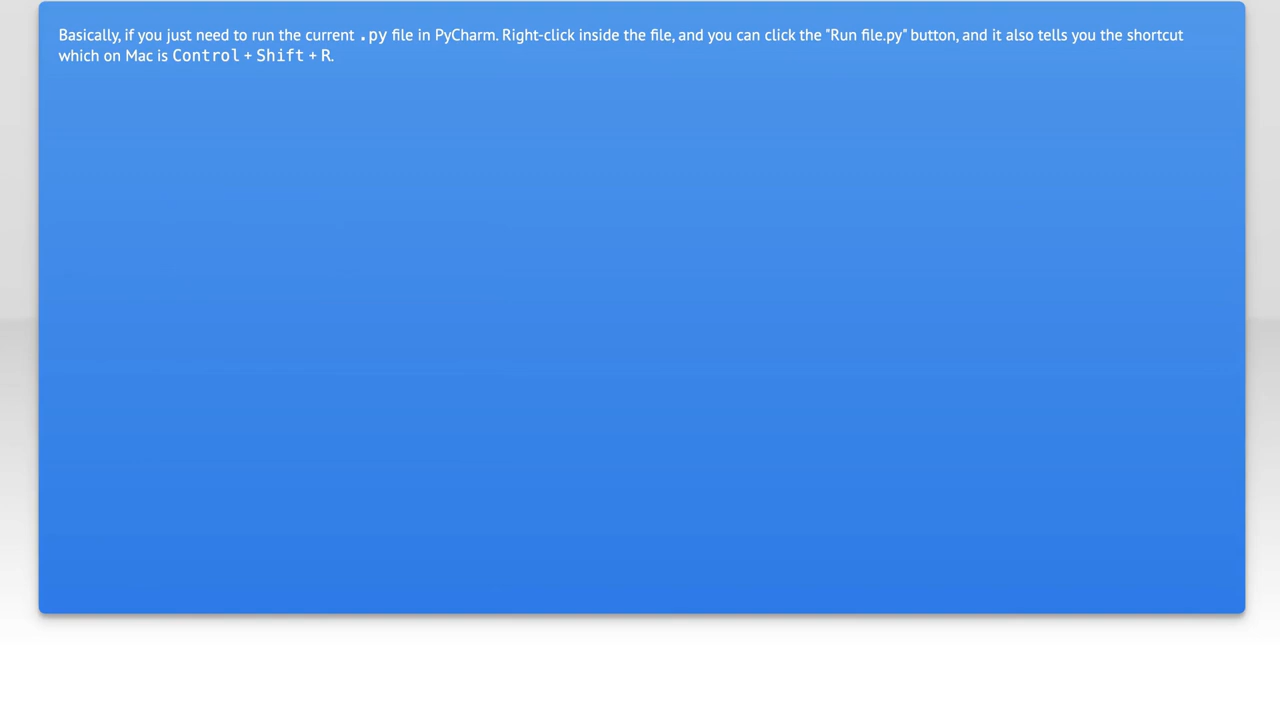 Basically, if you just need to run the current .py file in PyCharm. Right-click inside the file, and you can click the "Run file.py" button, and it also tells you the shortcut
which on Mac is Control + Shift + R.